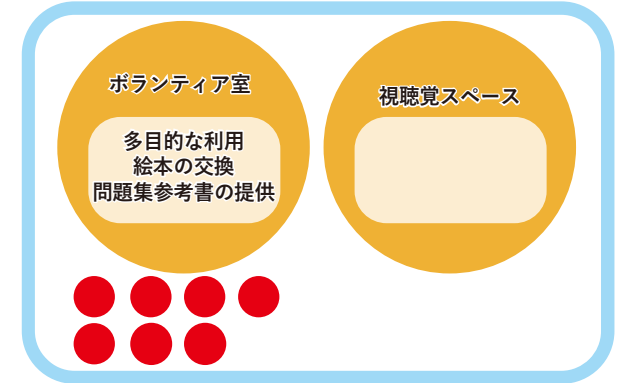 ボランティア室
多目的な利用
絵本の交換
問題集参考書の提供
視聴覚スペース